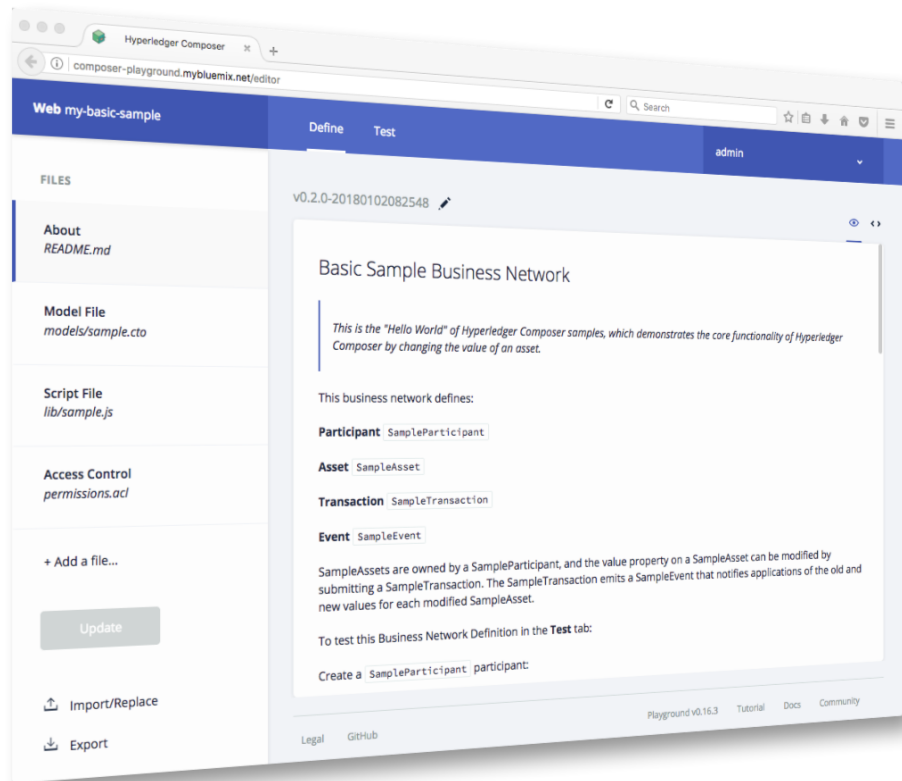 Hyperledger Composer
composer-playground.mybluemix.net/editor
Search
Web my-basic-sample
Define
Test
admin
FILES
About
README.md
Model File
models/sample.cto
Script File
lib/sample.js
Access Control
permissions.acl
+ Add a file...
Update
Import/Replace
Export
v0.2.0-20180102082548
Basic Sample Business Network
This is the "Hello World" of Hyperledger Composer samples, which demonstrates the core functionality of Hyperledger
Composer by changing the value of an asset.
This business network defines:
Participant SampleParticipant
Asset SampleAsset
Transaction SampleTransaction
Event SampleEvent
SampleAssets are owned by a SampleParticipant, and the value property on a SampleAsset can be modified by
submitting a SampleTransaction. The SampleTransaction emits a SampleEvent that notifies applications of the old and
new values for each modified SampleAsset.
To test this Business Network Definition in the Test tab:
Create a SampleParticipant participant:
Legal GitHub
Playground v0.16.3 Tutorial Docs Community